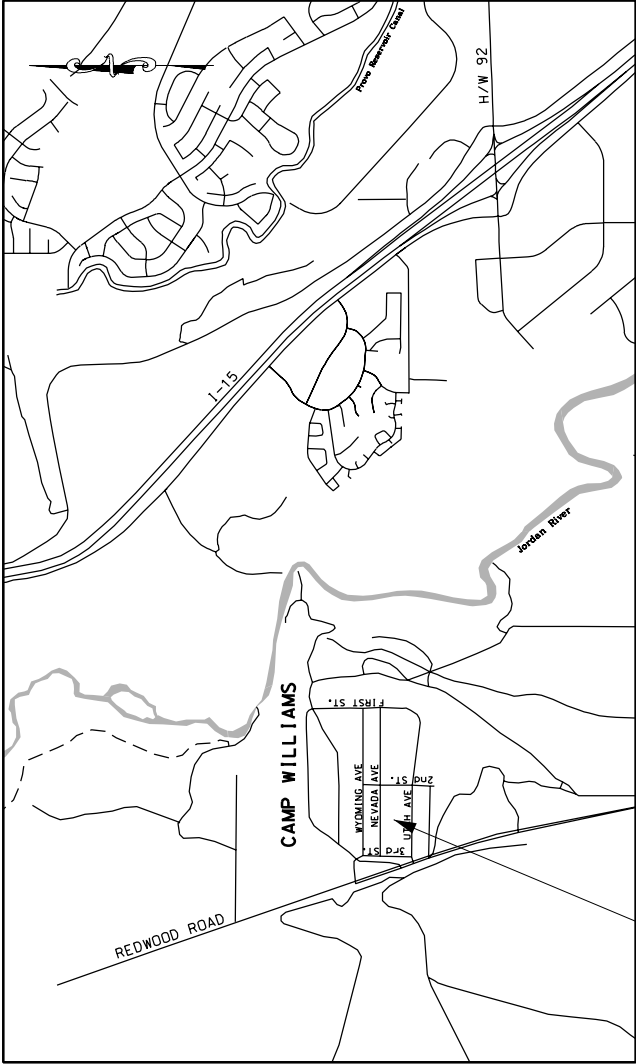 Provo Reservoir Canal
H/W 92
I-15
Jordan River
CAMP WILLIAMS
FIRST ST.
WYOMING AVE
NEVADA AVE
2nd ST.
UTAH AVE
3rd ST.
REDWOOD ROAD